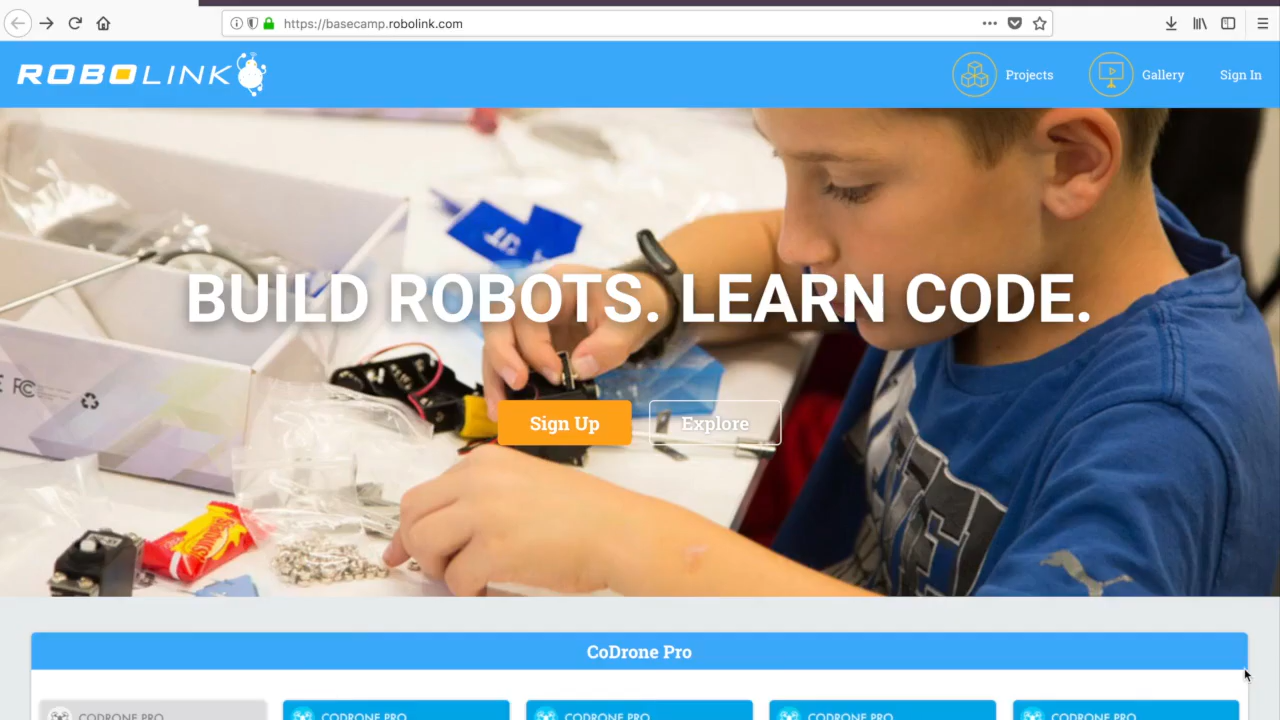 https://basecamp.robolink.com
ROBOLINK
Projects
Gallery
Sign In
BUILD ROBOTS. LEARN CODE.
FC
Sign Up
Explore
CoDrone Pro
CODRONE PRO
CODRONE PRO
CODRONE PRO
CODRONE PRO
CODRONE PRO